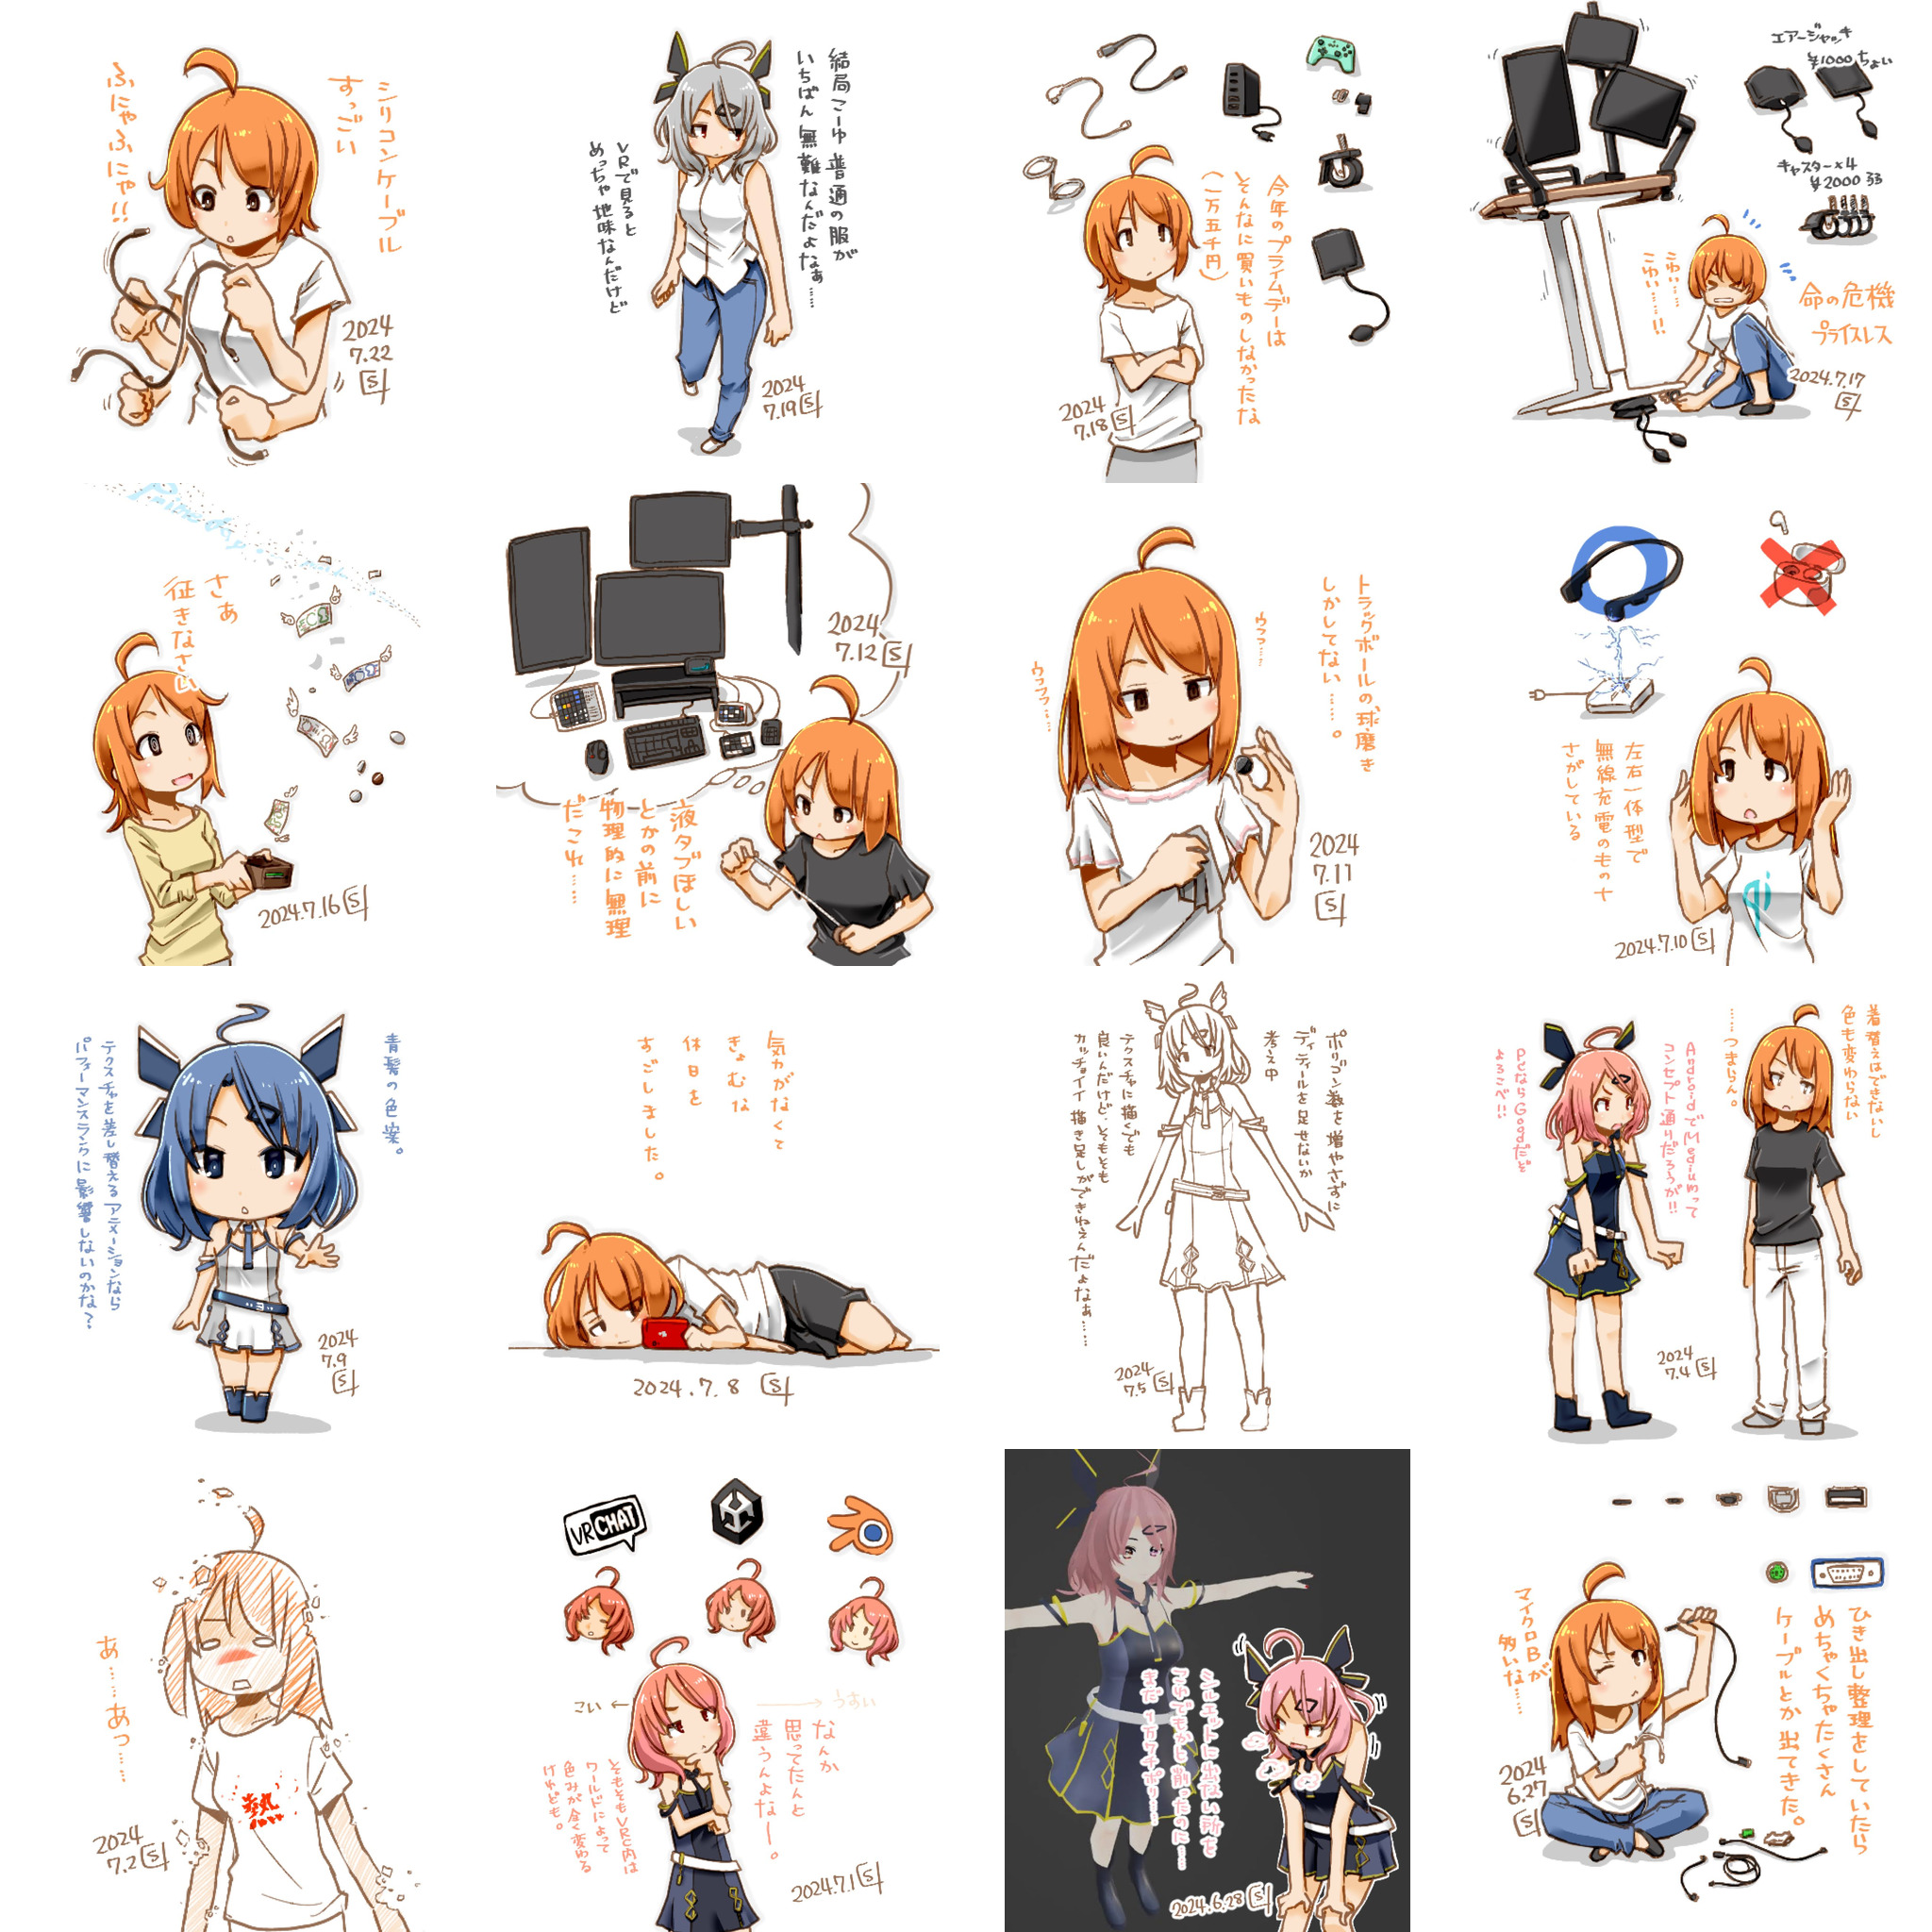 シリコンケーブル
すっごい
ふにゃふにゃ!!
2024
7.22
S
結局こーゆ普通の服が
いちばん無難なんだよなぁ……
VRで見ると
めっちゃ地味なんだけど
2024
7.19 S
今年のプライムデーは
そんなに買いものしなかったな
(一万五千円)
2024
7.18 S
エアージャッキ
¥1000ちょい
キャスター×4
¥2000弱
こわい……
こわい……!!
命の危機
プライスレス
2024.7.17
S
さぁ
征きなさい
2024.7.16 S
2024
7.12 S
液タブほしい
とかの前に
物理的に無理
だこれ……
トラックボールの球磨き
しかしてない……。
ウフフ……
ウフフ……
2024
7.11
S
左右一体型で
無線充電のものの十
さがしている
qi
2024.7.10 S
青髪の色案。
テクスチャを差し替えるアニメーションなら
パフォーマンスランクに影響しないのかな?
2024
7.9
S
気力がなくて
きょむな
休日を
すごしました。
2024.7.8 S
ポリゴン数を増やさずに
ディティールを足せないか
考え中
テクスチャに描くでも
良いんだけど、そもそも
カッチョイイ描き足しができねえんだよなぁ……
2024
7.5 S
着替えはできないし
色も変わらない
……つまらん。
AndroidでMediumって
コンセプト通りだろうが!!
PCならGoodだぞ
よろこべ!!
2024
7.4 S
あ……あっ……
熱
2024
7.2 S
VRCHAT
こい ←
→ うすい
なんか
思ってたんと
違うんよなー。
そもそもVRC内は
ワールドによって
色みが全く変わる
けれども。
2024.7.1 S
シルエットに出ない所を
これでもかと削ったのに……
まだ1万クチポリ……
2024.6.28 S
ひき出し整理をしていたら
めちゃくちゃたくさん
ケーブルとか出てきた。
マイクロBが
多いな……
2024
6.27
S